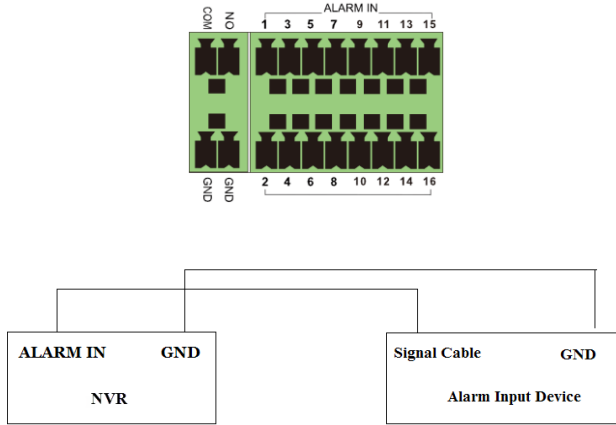 ALARM IN
COM NO 1 3 5 7 9 11 13 15
GND GND 2 4 6 8 10 12 14 16
ALARM IN GND
NVR
Signal Cable GND
Alarm Input Device